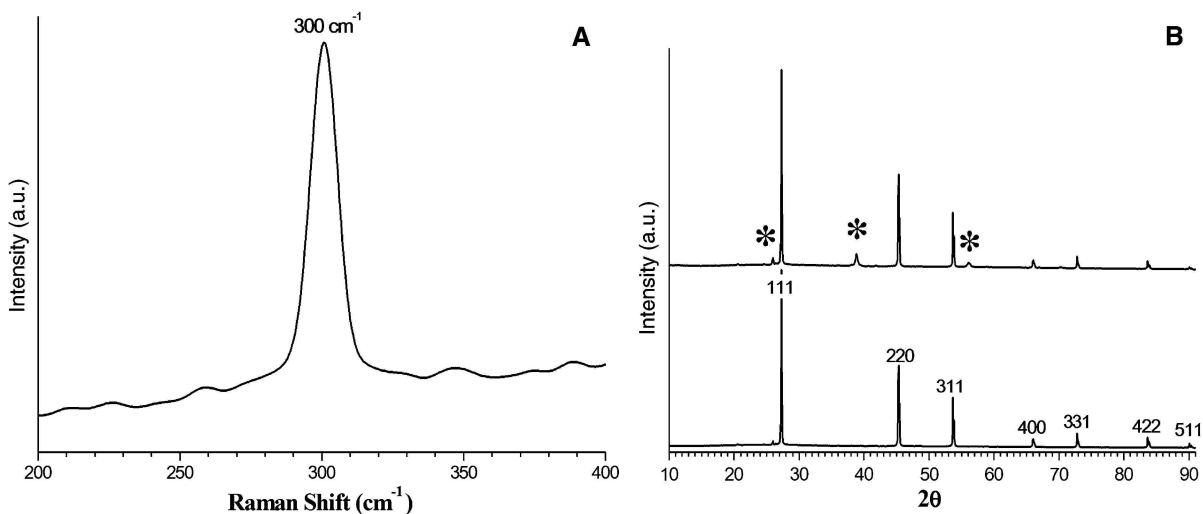 300 cm⁻¹
A
Intensity (a.u.)
200 250 300 350 400
Raman Shift (cm⁻¹)
B
* * *
Intensity (a.u.)
111
220
311
400 331 422 511
10 20 30 40 50 60 70 80 90
2θ